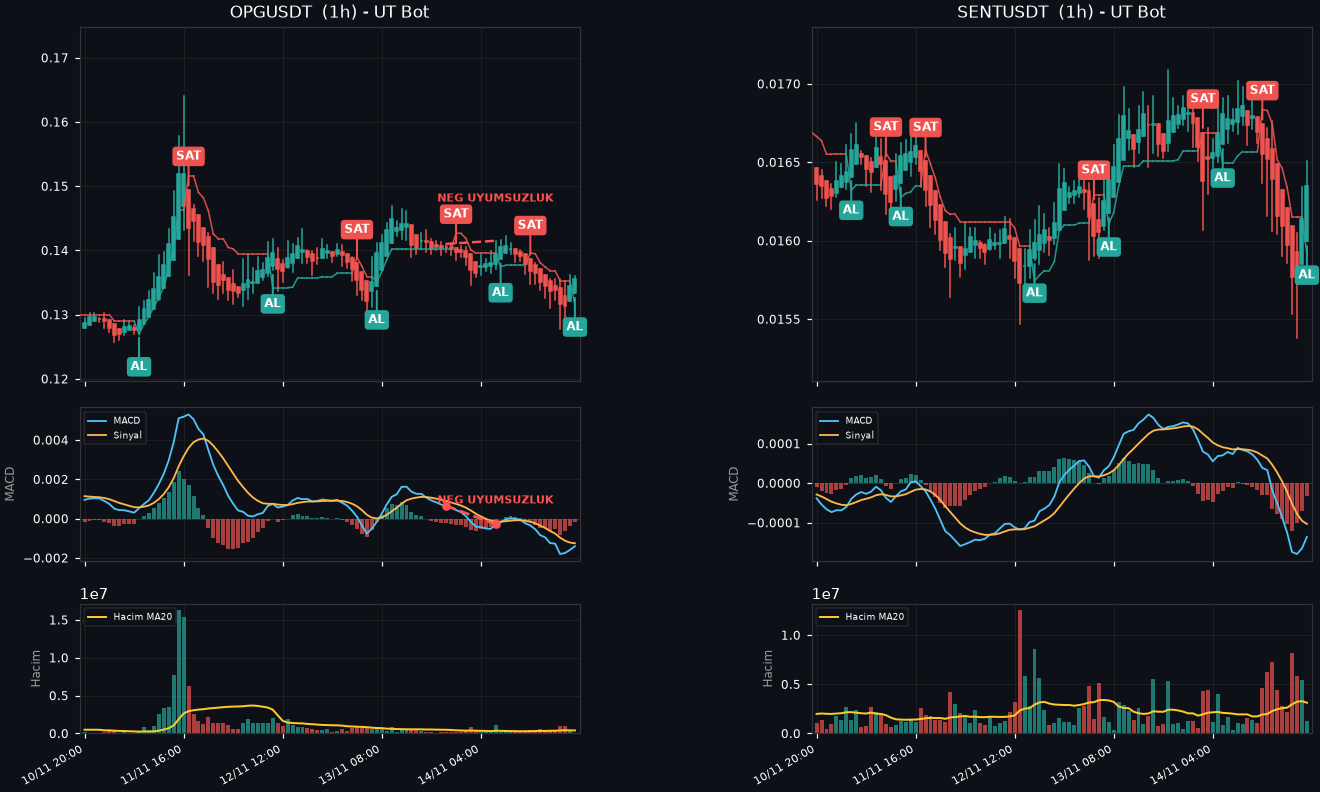 OPGUSDT (1h) - UT Bot
0.17
0.16
0.15
0.14
0.13
0.12
SAT
NEG UYUMSUZLUK
SAT
SAT
SAT
AL
AL
AL
AL
AL
MACD
MACD
Sinyal
0.004
0.002
0.000
−0.002
NEG UYUMSUZLUK
1e7
Hacim
Hacim MA20
1.5
1.0
0.5
0.0
10/11 20:00
11/11 16:00
12/11 12:00
13/11 08:00
14/11 04:00
SENTUSDT (1h) - UT Bot
0.0170
0.0165
0.0160
0.0155
SAT
SAT
SAT
SAT
SAT
AL
AL
AL
AL
AL
AL
MACD
MACD
Sinyal
0.0001
0.0000
−0.0001
1e7
Hacim
Hacim MA20
1.0
0.5
0.0
10/11 20:00
11/11 16:00
12/11 12:00
13/11 08:00
14/11 04:00